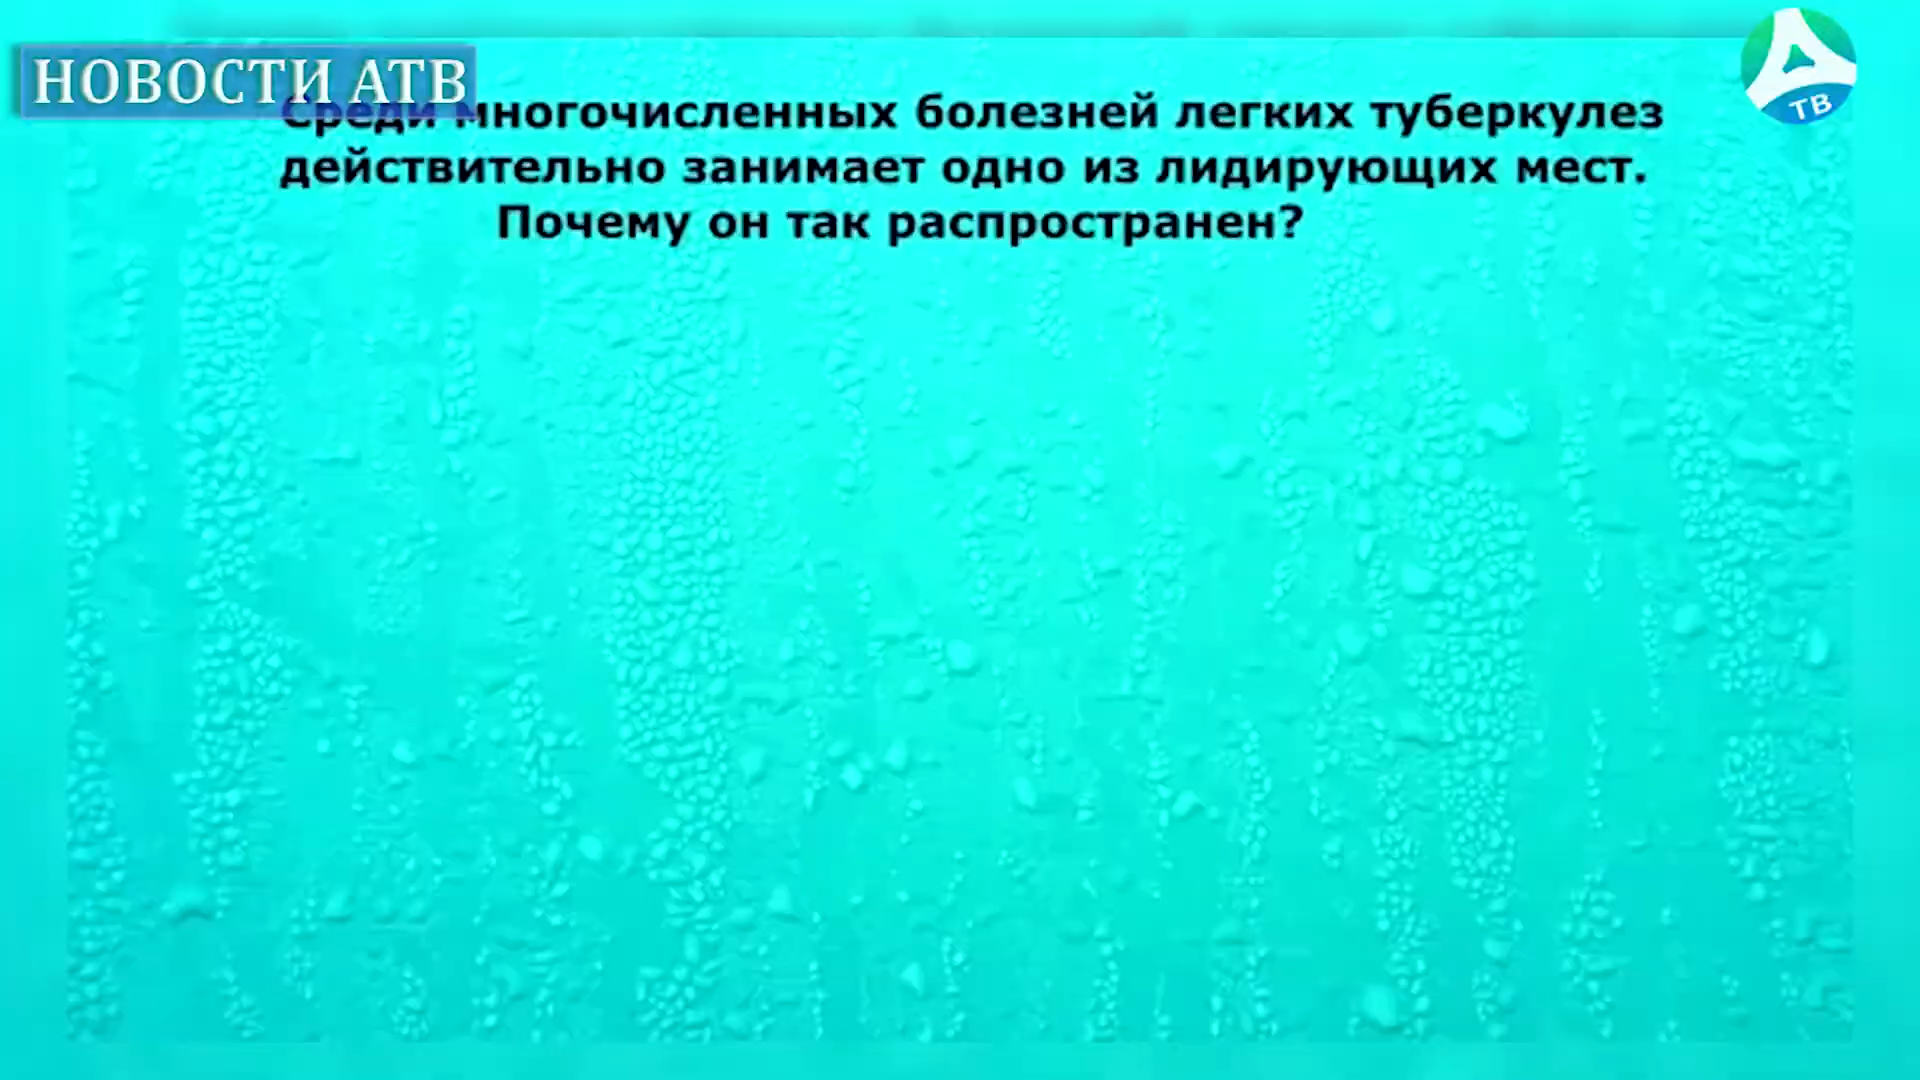 НОВОСТИ АТВ
Среди многочисленных болезней легких туберкулез
действительно занимает одно из лидирующих мест.
Почему он так распространен?
ТВ